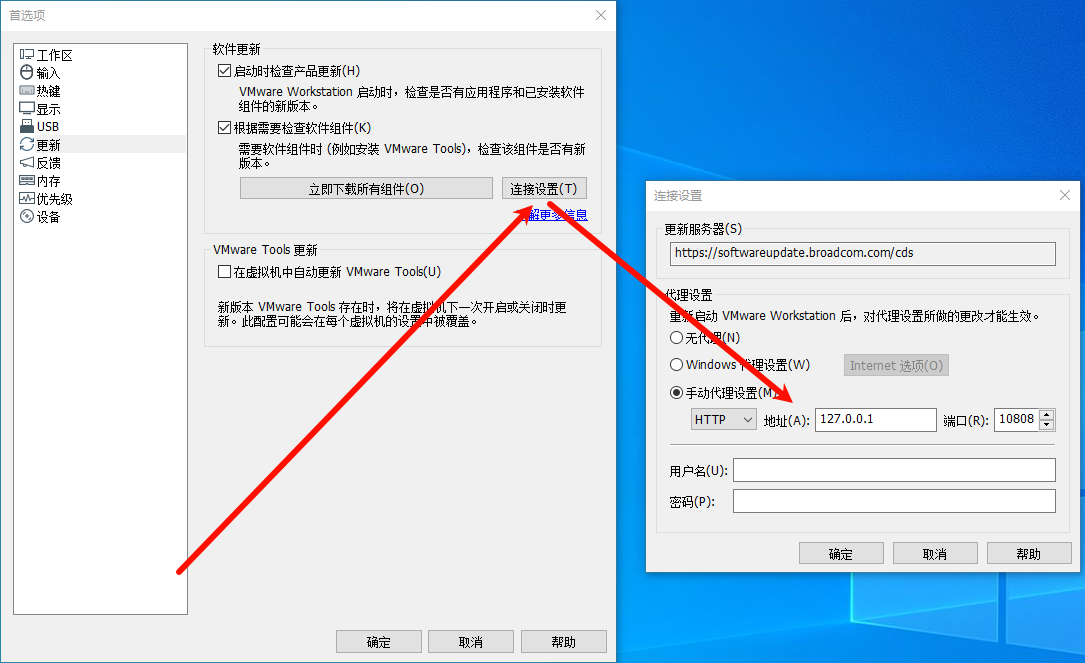 首选项
工作区
输入
热键
显示
USB
更新
反馈
内存
优先级
设备
软件更新
启动时检查产品更新(H)
VMware Workstation 启动时，检查是否有应用程序和已安装软件
组件的新版本。
根据需要检查软件组件(K)
需要软件组件时 (例如安装 VMware Tools)，检查该组件是否有新
版本。
立即下载所有组件(O)
连接设置(T)
解更多信息
VMware Tools 更新
在虚拟机中自动更新 VMware Tools(U)
新版本 VMware Tools 存在时，将在虚拟机下一次开启或关闭时更
新。此配置可能会在每个虚拟机的设置中被覆盖。
确定
取消
帮助
连接设置
更新服务器(S)
https://softwareupdate.broadcom.com/cds
代理设置
重新启动 VMware Workstation 后，对代理设置所做的更改才能生效。
无代理(N)
Windows 代理设置(W)
Internet 选项(O)
手动代理设置(M)
HTTP
地址(A):
127.0.0.1
端口(R):
10808
用户名(U):
密码(P):
确定
取消
帮助